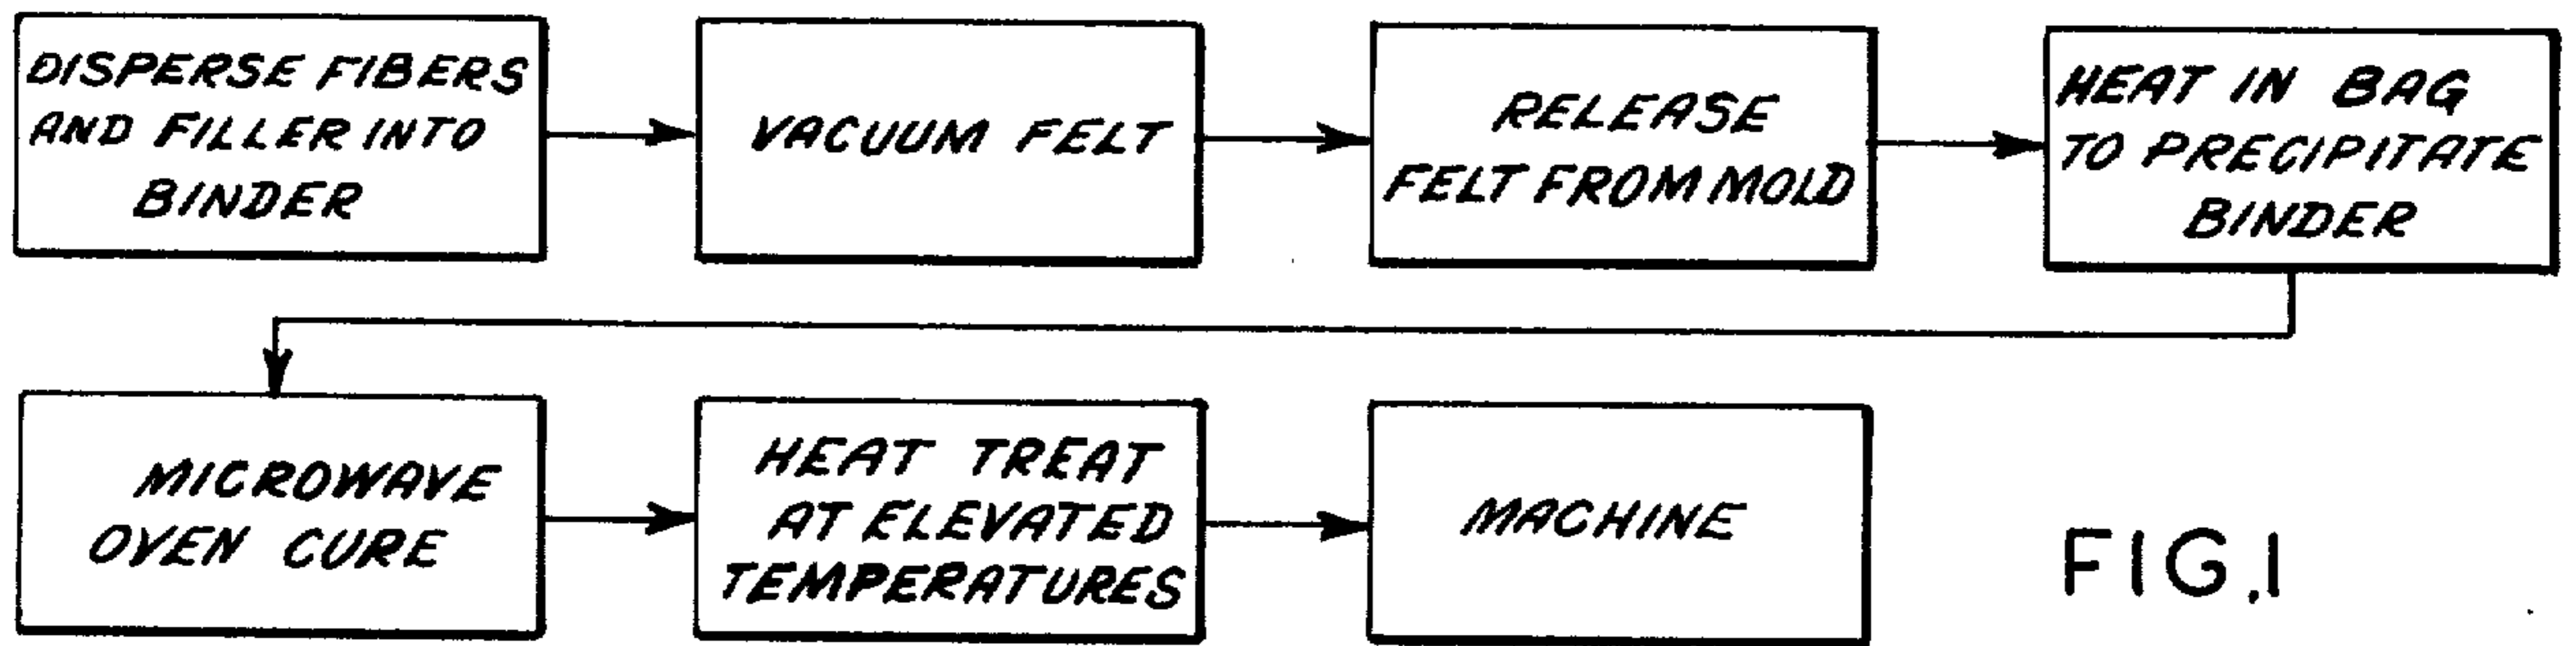 DISPERSE FIBERS
AND FILLER INTO
BINDER
VACUUM FELT
RELEASE
FELT FROM MOLD
HEAT IN BAG
TO PRECIPITATE
BINDER
MICROWAVE
OVEN CURE
HEAT TREAT
AT ELEVATED
TEMPERATURES
MACHINE
FIG.1